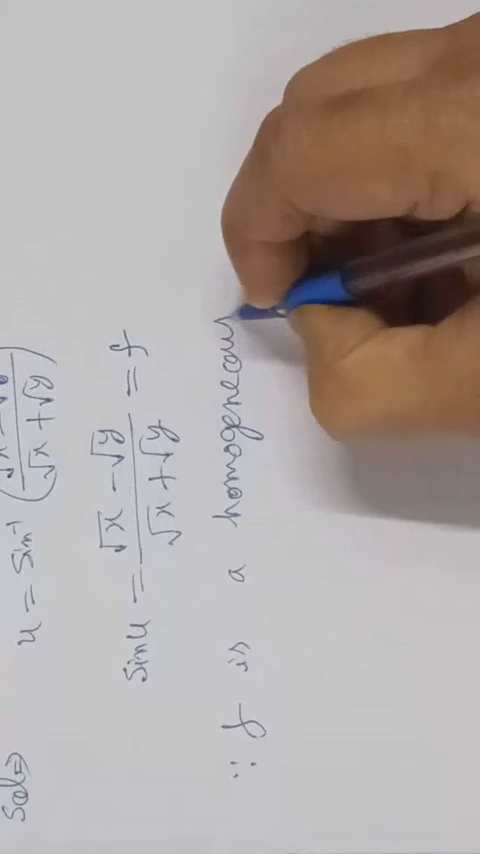 Sol⇒ u = sin⁻¹ (√x − √y / √x + √y)
sin u = √x − √y / √x + √y = f
∵ f is a homogeneous